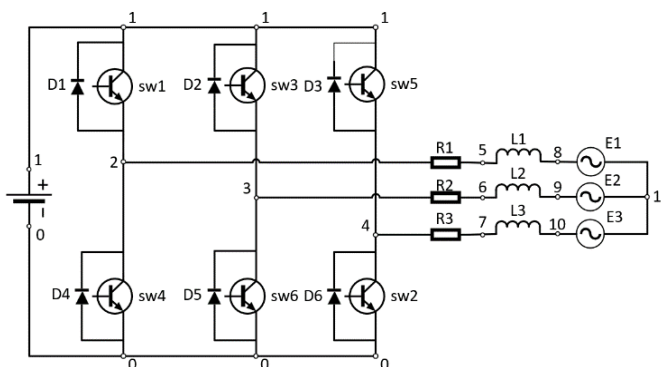 1 1 1
D1 sw1 D2 sw3 D3 sw5
R1 5 L1 8 E1
1 2
+
R2 6 L2 9 E2 1
3
−
0
4 R3 7 L3 10 E3
D4 sw4 D5 sw6 D6 sw2
0 0 0